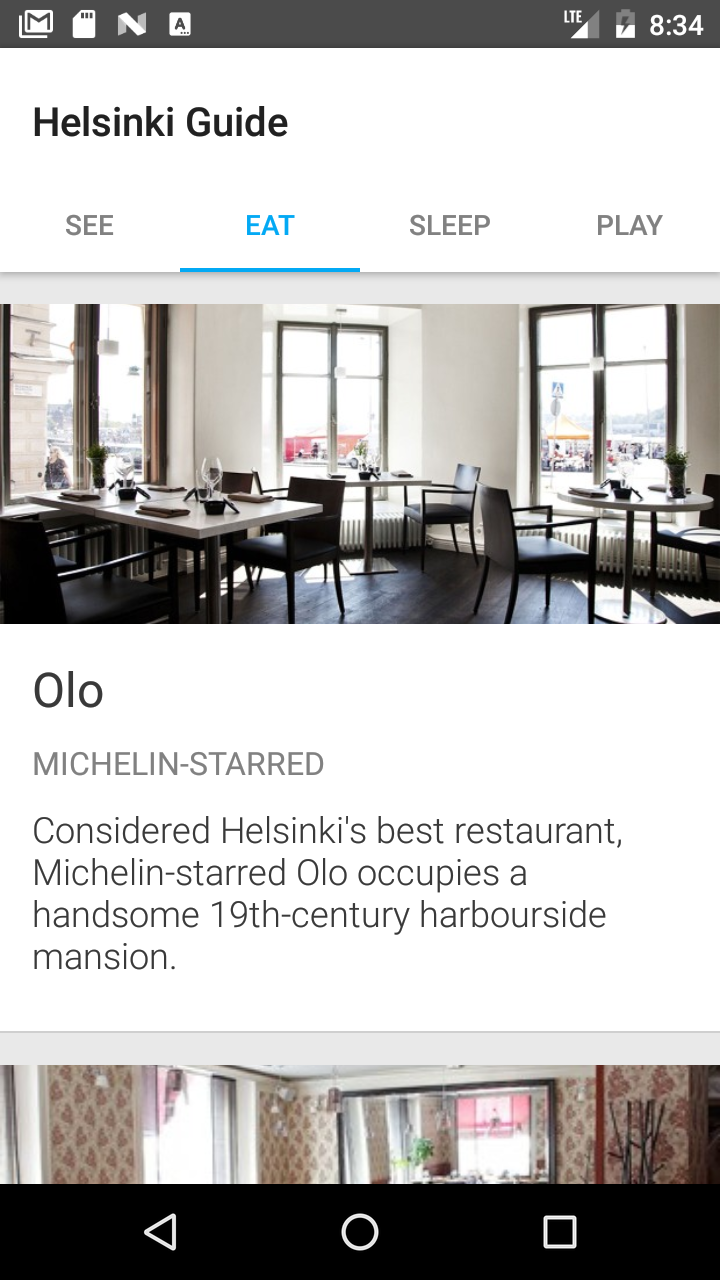 LTE 8:34
Helsinki Guide
SEE EAT SLEEP PLAY
Olo
MICHELIN-STARRED
Considered Helsinki's best restaurant,
Michelin-starred Olo occupies a
handsome 19th-century harbourside
mansion.